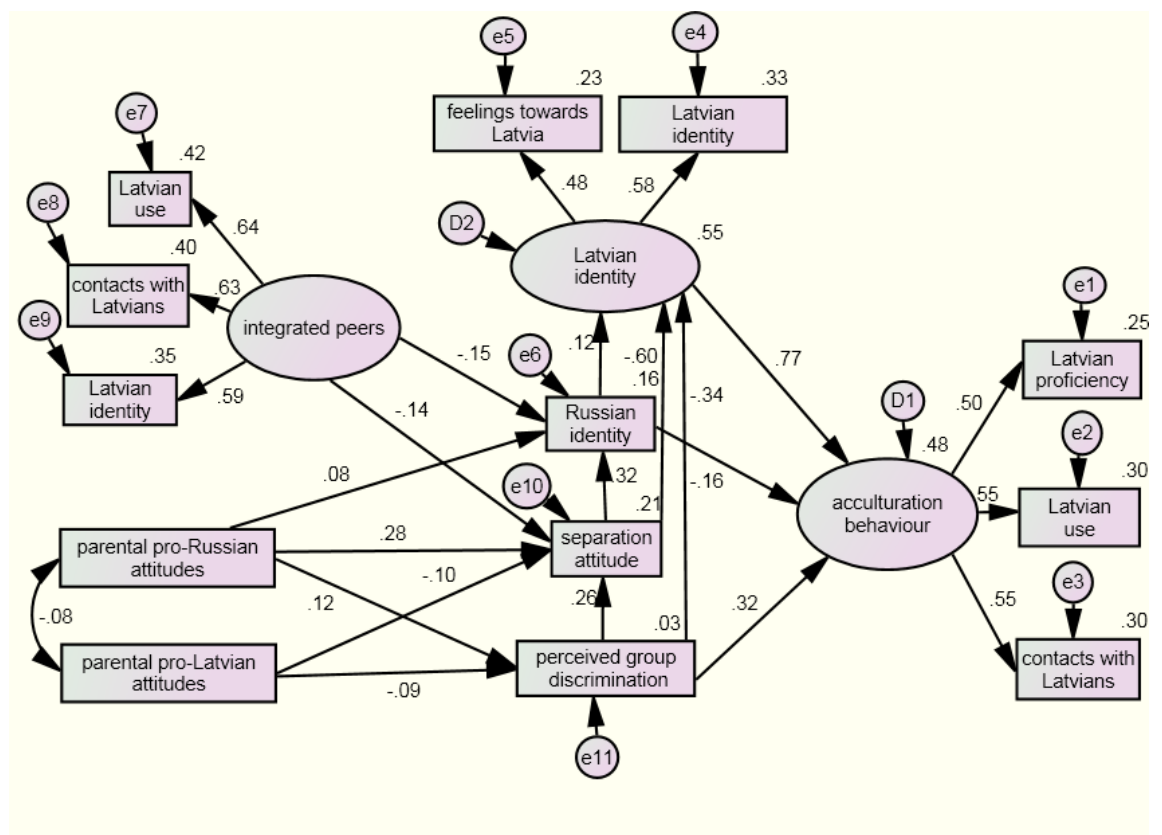 e5
e4
.23
.33
feelings towards
Latvia
Latvian
identity
e7
.42
Latvian
use
.48
.58
e8
.64
D2
.55
Latvian
identity
.40
contacts with
Latvians
.63
e9
integrated peers
e1
.25
Latvian
proficiency
.35
Latvian
identity
.59
-.15
e6
.12
-.60
.16
.77
-.34
Russian
identity
D1
.50
-.14
.48
e2
.08
.32
e10
-.16
.30
.21
acculturation
behaviour
.55
Latvian
use
parental pro-Russian
attitudes
.28
separation
attitude
-.10
e3
.12
.26
.32
.55
-.08
.03
.30
parental pro-Latvian
attitudes
perceived group
discrimination
contacts with
Latvians
-.09
e11